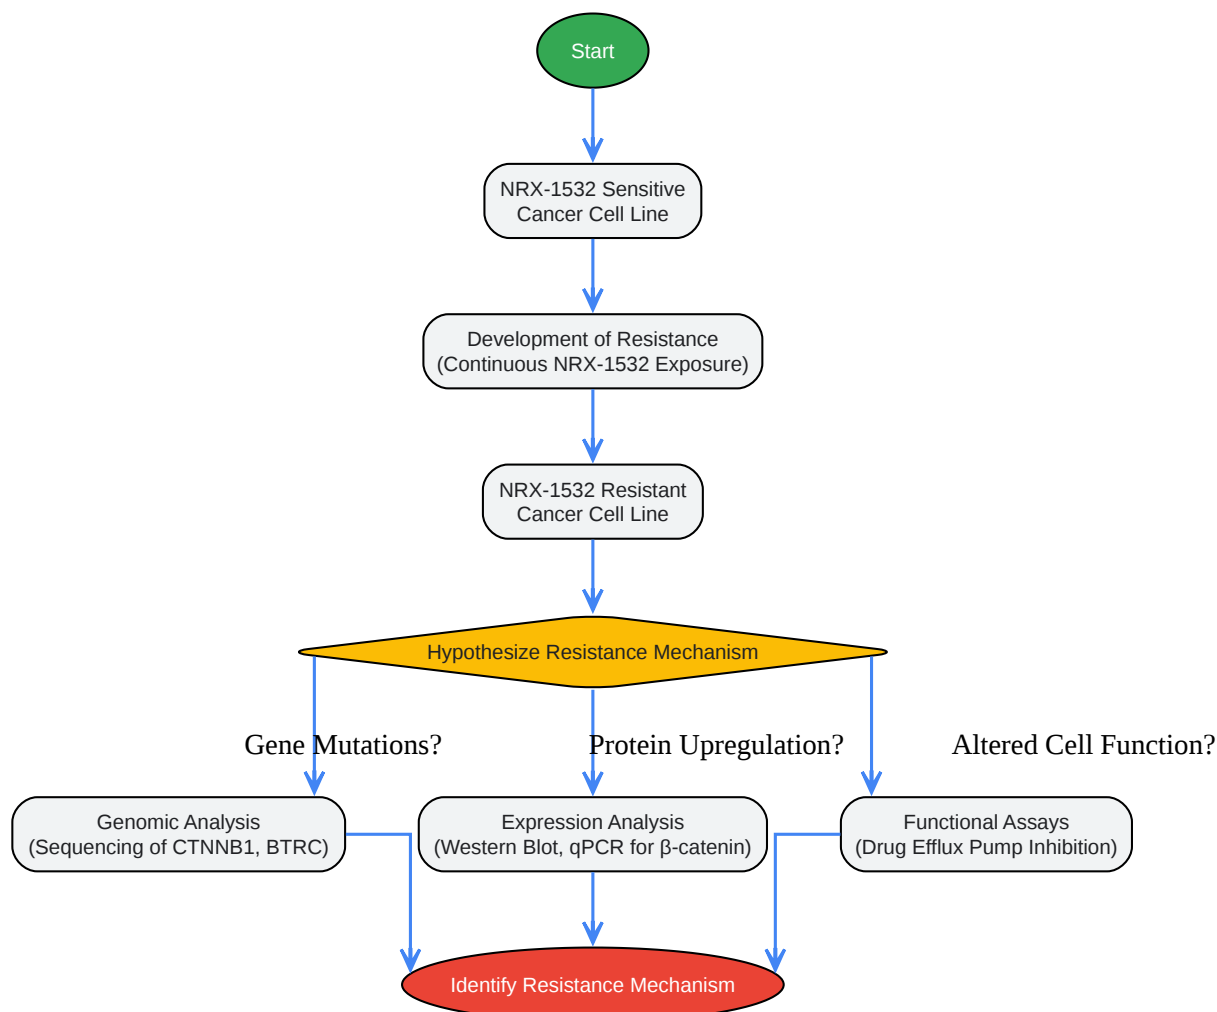 Start
NRX-1532 Sensitive
Cancer Cell Line
Development of Resistance
(Continuous NRX-1532 Exposure)
NRX-1532 Resistant
Cancer Cell Line
Hypothesize Resistance Mechanism
Gene Mutations?
Protein Upregulation?
Altered Cell Function?
Genomic Analysis
(Sequencing of CTNNB1, BTRC)
Expression Analysis
(Western Blot, qPCR for β-catenin)
Functional Assays
(Drug Efflux Pump Inhibition)
Identify Resistance Mechanism